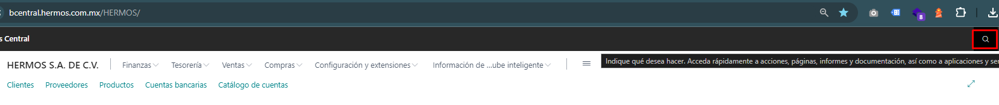 bcentral.hermos.com.mx/HERMOS/
8
s Central
HERMOS S.A. DE C.V. Finanzas Tesorería Ventas Compras Configuración y extensiones Información de ...ube inteligente
Indique qué desea hacer. Acceda rápidamente a acciones, páginas, informes y documentación, así como a aplicaciones y ser
Clientes Proveedores Productos Cuentas bancarias Catálogo de cuentas